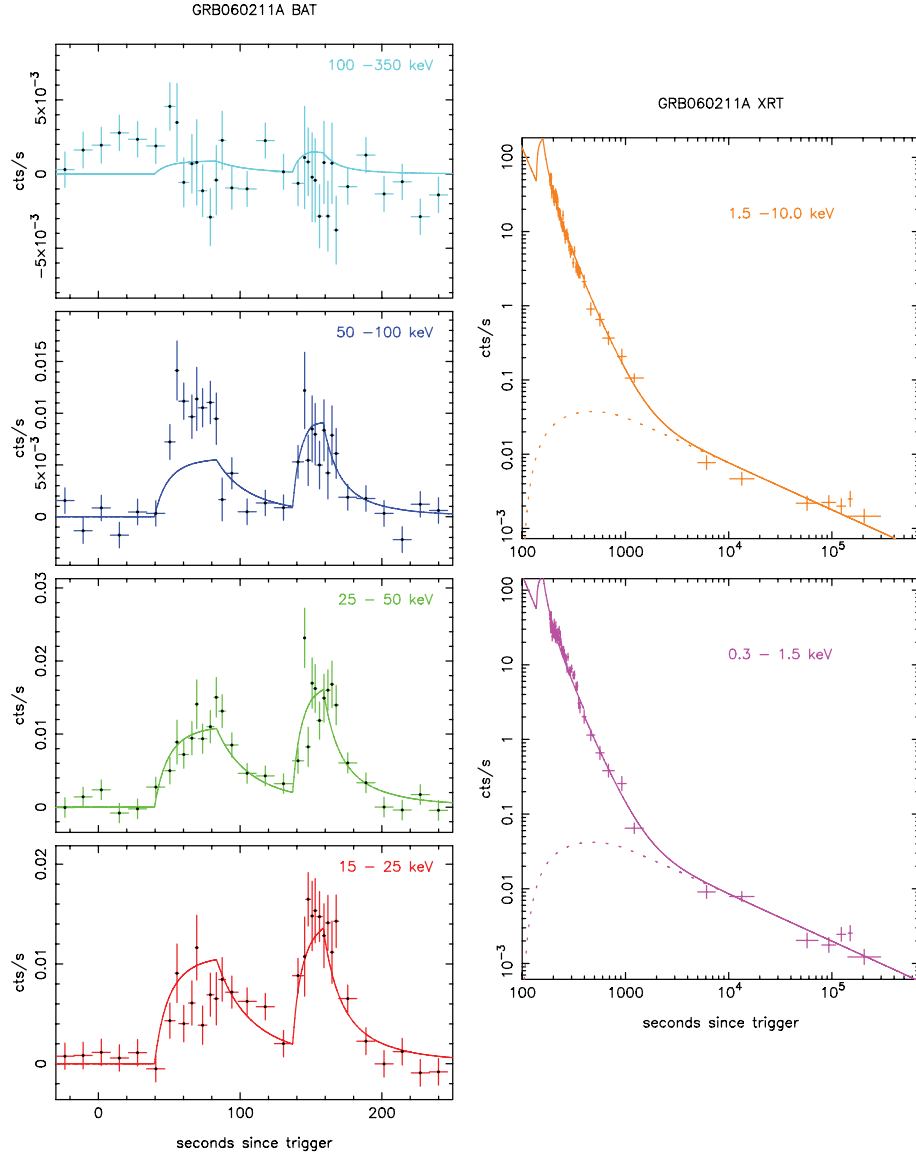 GRB060211A BAT
100 −350 keV
5×10⁻³
0
−5×10⁻³
cts/s
50 −100 keV
0.015
0.01
5×10⁻³
0
cts/s
25 − 50 keV
0.03
0.02
0.01
0
cts/s
15 − 25 keV
0.02
0.01
0
cts/s
0 100 200
seconds since trigger
GRB060211A XRT
1.5 −10.0 keV
100
10
1
0.1
0.01
10⁻³
cts/s
100 1000 10⁴ 10⁵
0.3 − 1.5 keV
100
10
1
0.1
0.01
10⁻³
cts/s
100 1000 10⁴ 10⁵
seconds since trigger